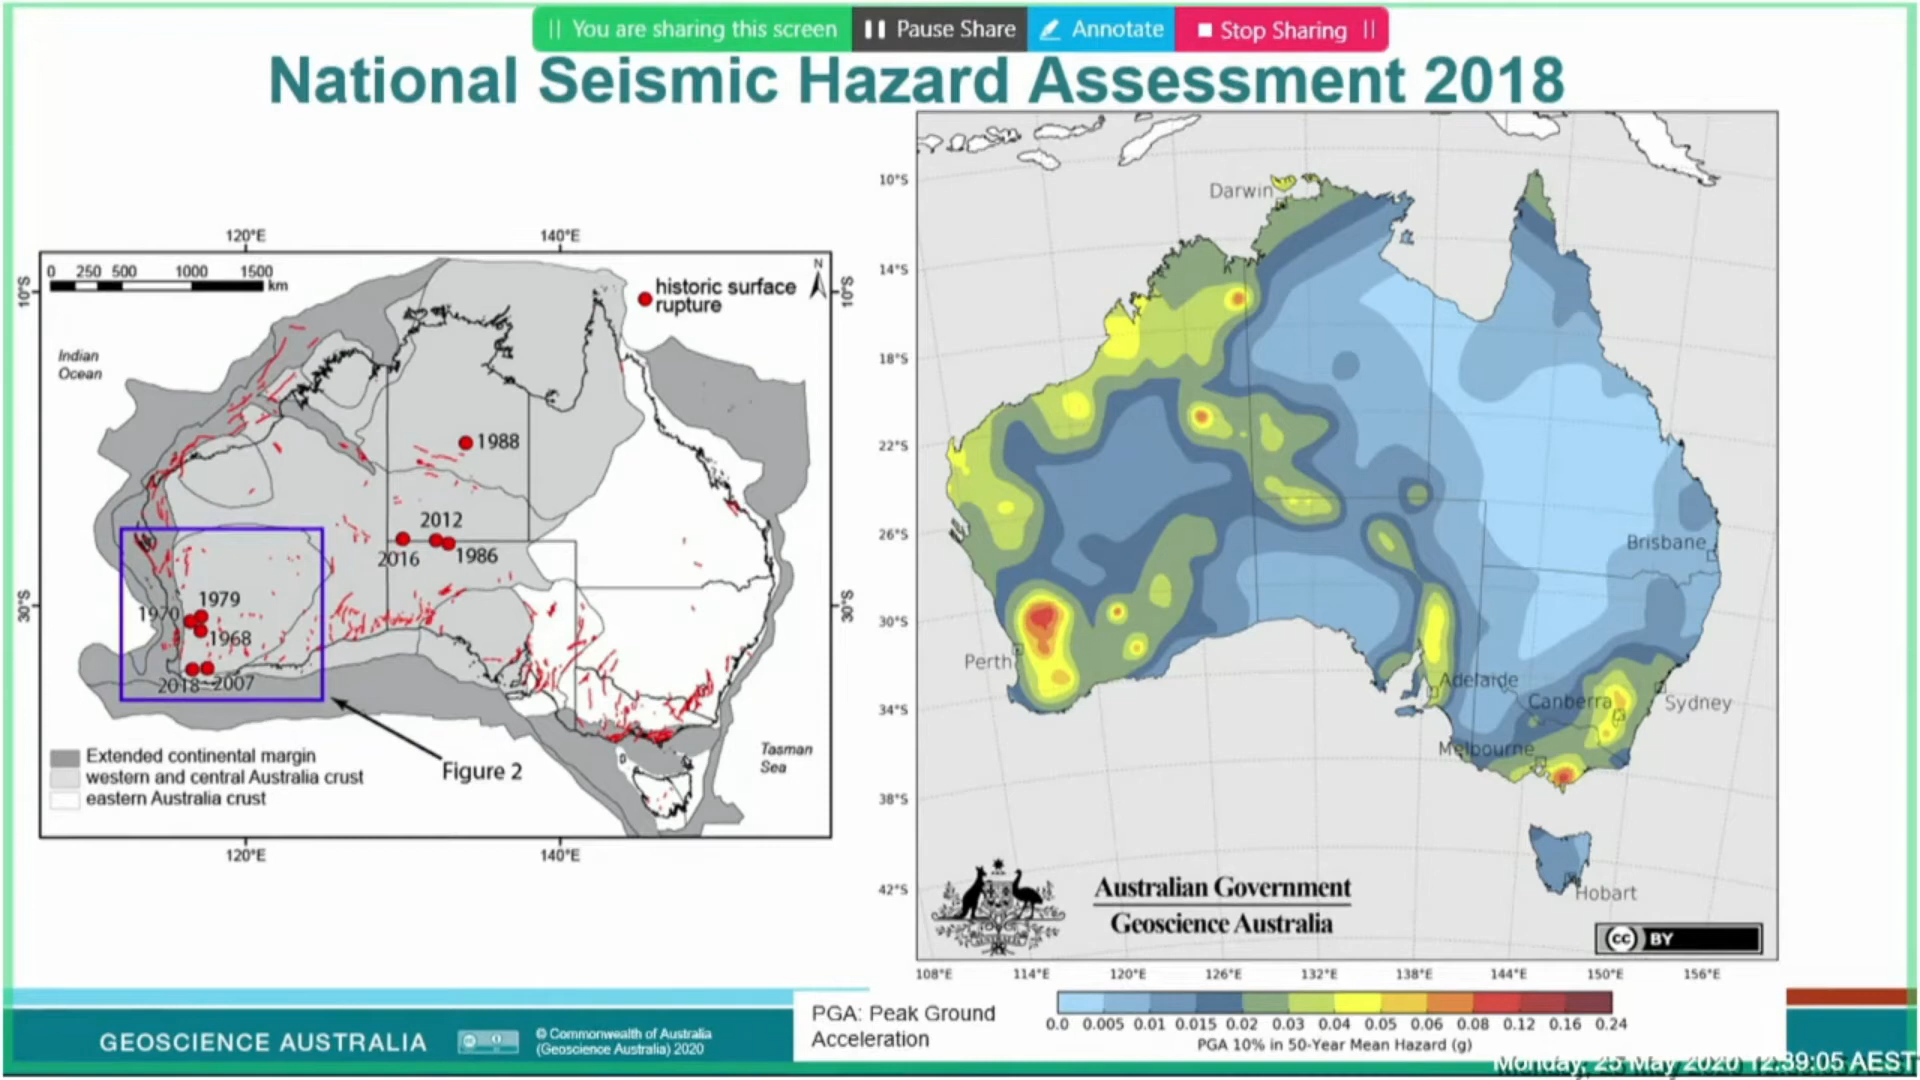 You are sharing this screen
Pause Share
Annotate
Stop Sharing
National Seismic Hazard Assessment 2018
120°E
140°E
0 250 500 1000 1500
km
N
historic surface
rupture
10°S
10°S
Indian
Ocean
1988
2012
2016
1986
1979
1970
1968
2018
2007
30°S
30°S
Extended continental margin
western and central Australia crust
eastern Australia crust
Figure 2
Tasman
Sea
120°E
140°E
10°S
14°S
18°S
22°S
26°S
30°S
34°S
38°S
42°S
Darwin
Brisbane
Perth
Adelaide
Canberra
Sydney
Melbourne
Hobart
Australian Government
Geoscience Australia
AUSTRALIA
cc BY
108°E 114°E 120°E 126°E 132°E 138°E 144°E 150°E 156°E
PGA: Peak Ground
Acceleration
0.0 0.005 0.01 0.015 0.02 0.03 0.04 0.05 0.06 0.08 0.12 0.16 0.24
PGA 10% in 50-Year Mean Hazard (g)
GEOSCIENCE AUSTRALIA
© Commonwealth of Australia
(Geoscience Australia) 2020
Monday, 25 May 2020 12:39:05 AEST